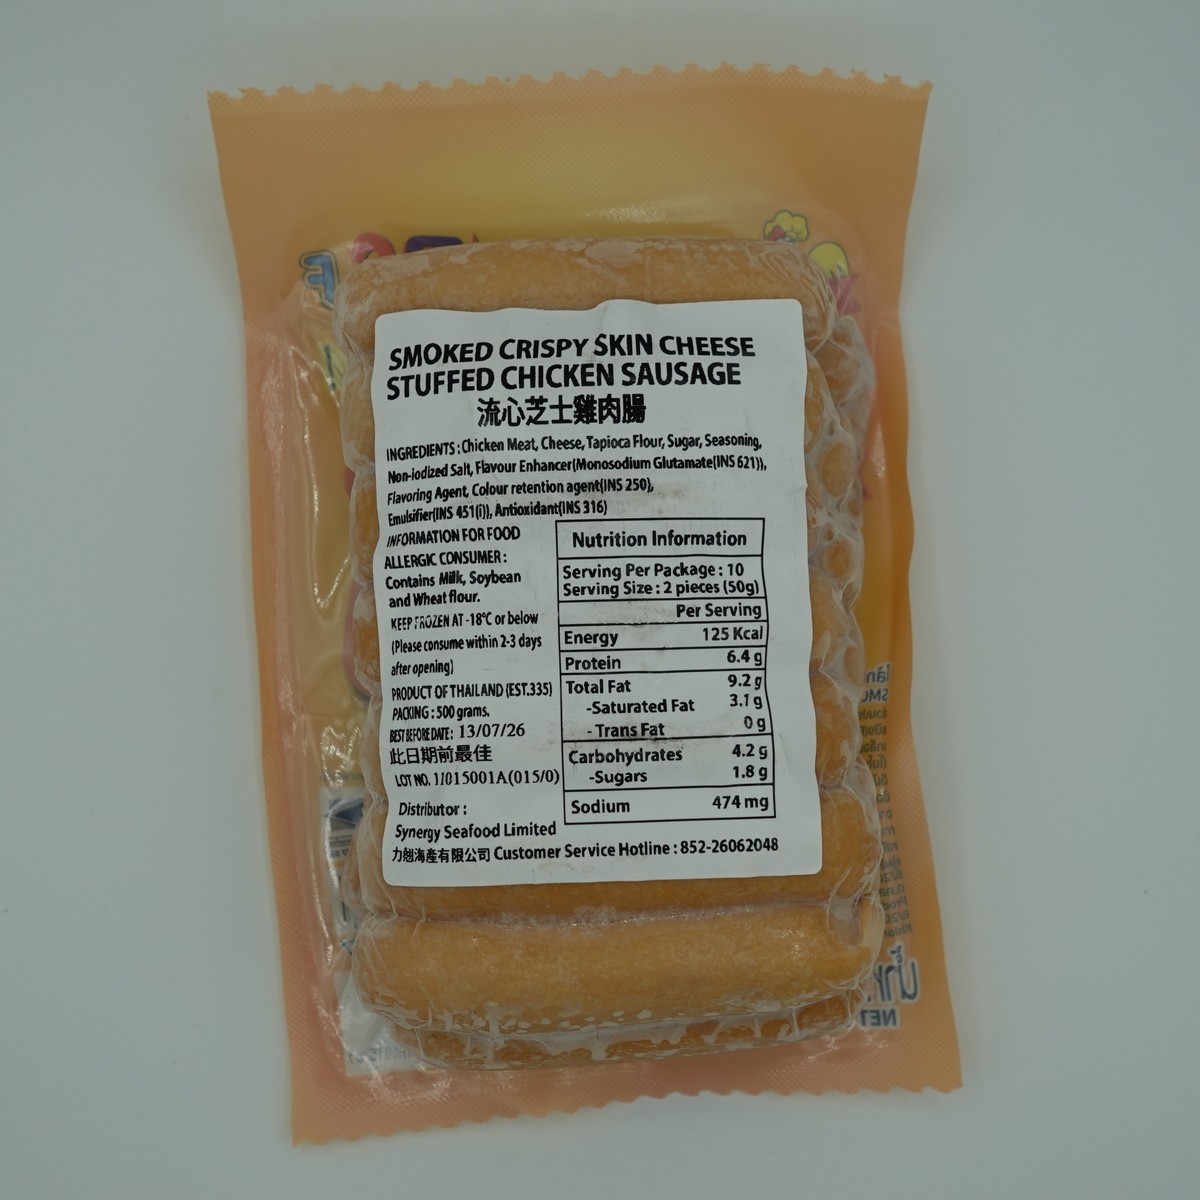 SMOKED CRISPY SKIN CHEESE
STUFFED CHICKEN SAUSAGE
流心芝士雞肉腸
INGREDIENTS : Chicken Meat, Cheese, Tapioca Flour, Sugar, Seasoning,
Non-iodized Salt, Flavour Enhancer(Monosodium Glutamate(INS 621)),
Flavoring Agent, Colour retention agent(INS 250),
Emulsifier(INS 451(i)), Antioxidant(INS 316)
INFORMATION FOR FOOD
ALLERGIC CONSUMER :
Contains Milk, Soybean
and Wheat flour.
KEEP FROZEN AT -18°C or below
(Please consume within 2-3 days
after opening)
PRODUCT OF THAILAND (EST.335)
PACKING : 500 grams.
BEST BEFORE DATE: 13/07/26
此日期前最佳
LOT NO. 1/015001A(015/0)
Distributor :
Synergy Seafood Limited
力翹海產有限公司 Customer Service Hotline : 852-26062048
Nutrition Information
Serving Per Package : 10
Serving Size : 2 pieces (50g)
Per Serving
Energy 125 Kcal
Protein 6.4 g
Total Fat 9.2 g
-Saturated Fat 3.1 g
- Trans Fat 0 g
Carbohydrates 4.2 g
-Sugars 1.8 g
Sodium 474 mg
NET